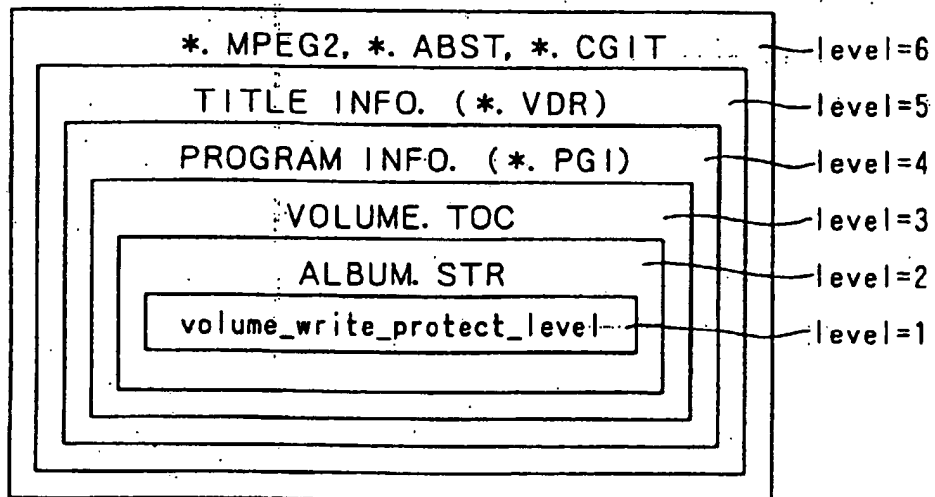 *. MPEG2, *. ABST, *. CGIT level=6
TITLE INFO. (*. VDR) level=5
PROGRAM INFO. (*. PGI) level=4
VOLUME. TOC level=3
ALBUM. STR level=2
volume_write_protect_level level=1